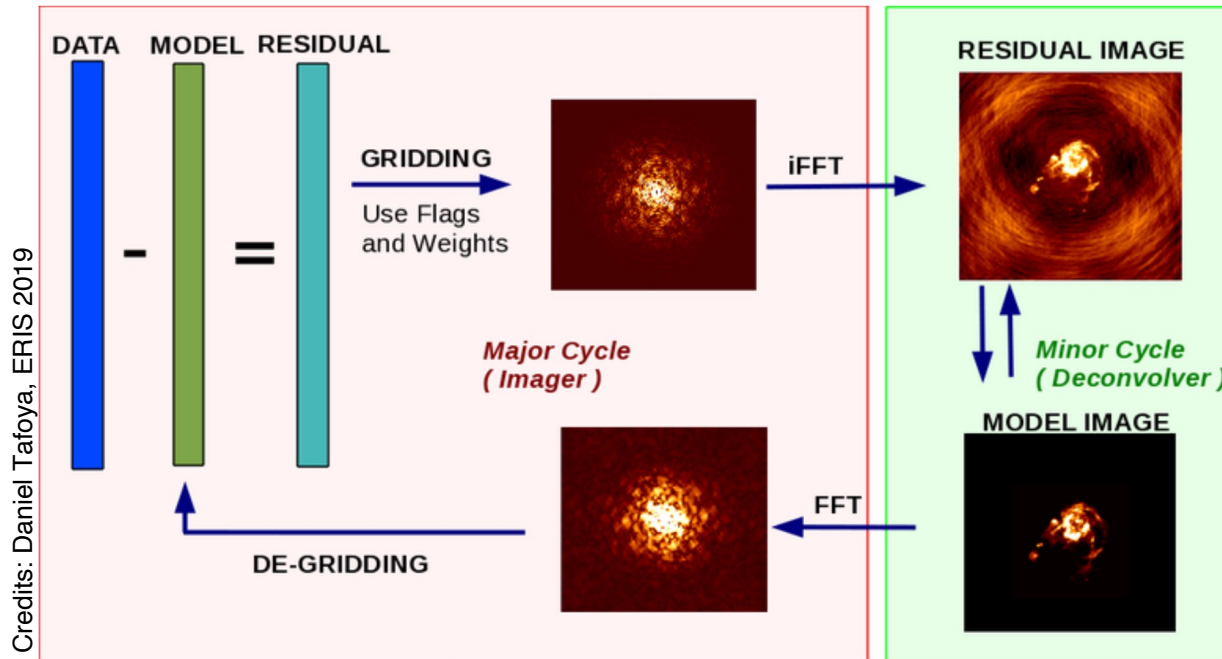 DATA
MODEL
RESIDUAL
GRIDDING
Use Flags
and Weights
iFFT
RESIDUAL IMAGE
Major Cycle
( Imager )
Minor Cycle
( Deconvolver )
MODEL IMAGE
FFT
DE-GRIDDING
-
=
Credits: Daniel Tafoya, ERIS 2019